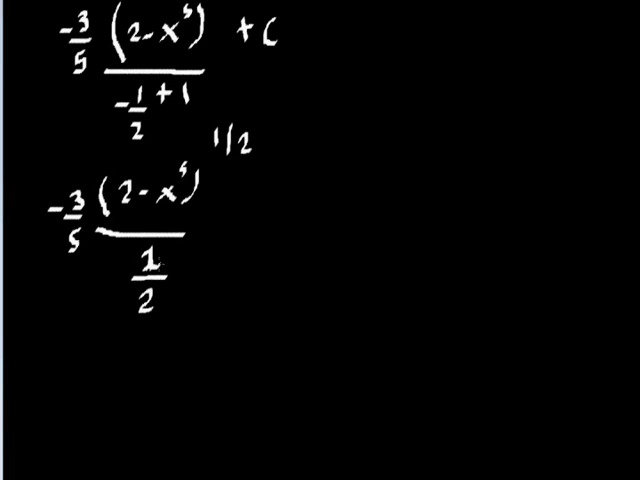 -3/5 (2-x⁵)/(-1/2+1) + C
-3/5 (2-x⁵)^1/2/(1/2)